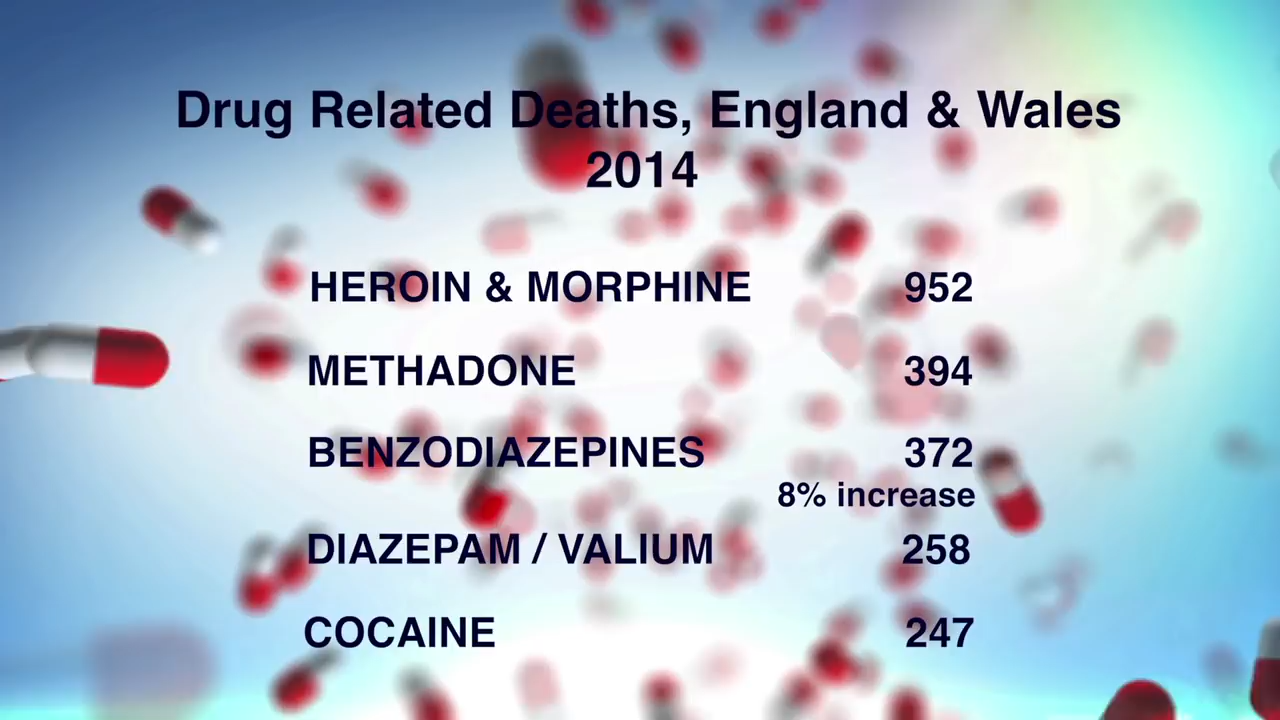 Drug Related Deaths, England & Wales
2014
HEROIN & MORPHINE 952
METHADONE 394
BENZODIAZEPINES 372
8% increase
DIAZEPAM / VALIUM 258
COCAINE 247